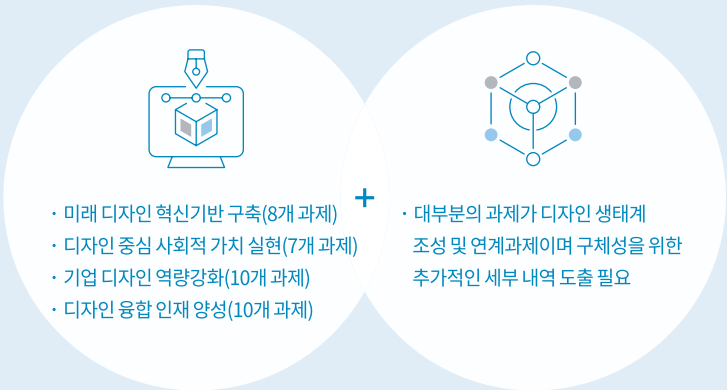 · 미래 디자인 혁신기반 구축(8개 과제)
· 디자인 중심 사회적 가치 실현(7개 과제)
· 기업 디자인 역량강화(10개 과제)
· 디자인 융합 인재 양성(10개 과제)
+
· 대부분의 과제가 디자인 생태계
조성 및 연계과제이며 구체성을 위한
추가적인 세부 내역 도출 필요